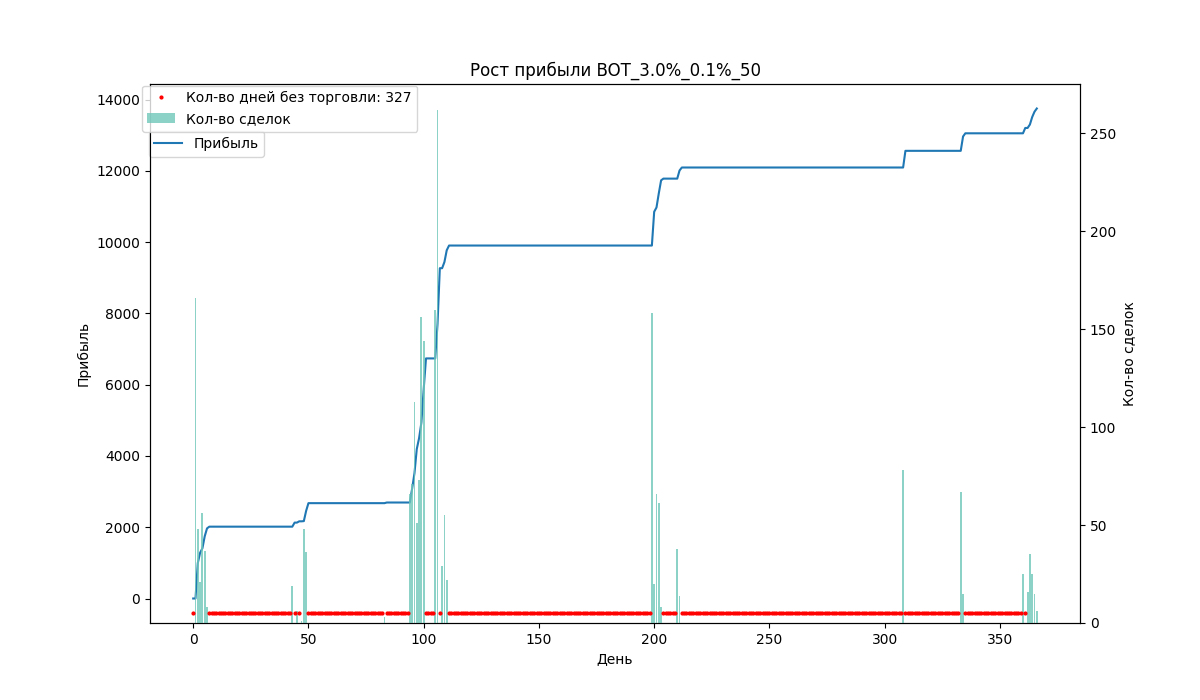 Рост прибыли BOT_3.0%_0.1%_50
Кол-во дней без торговли: 327
Кол-во сделок
Прибыль
14000
12000
10000
8000
6000
4000
2000
0
Прибыль
250
200
150
100
50
0
Кол-во сделок
0 50 100 150 200 250 300 350
День